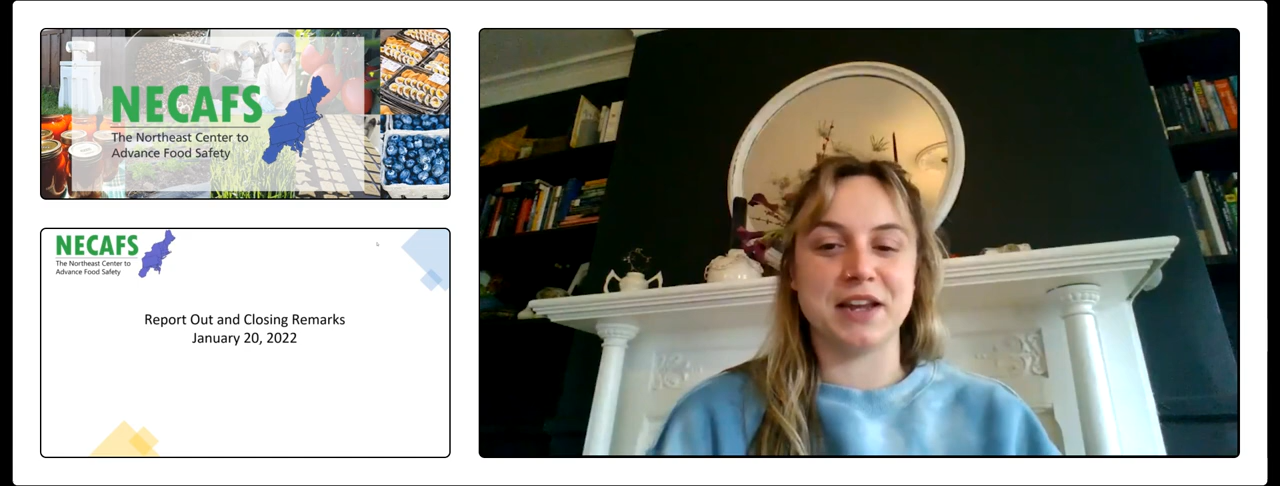 NECAFS
The Northeast Center to
Advance Food Safety
NECAFS
The Northeast Center to
Advance Food Safety
Report Out and Closing Remarks
January 20, 2022